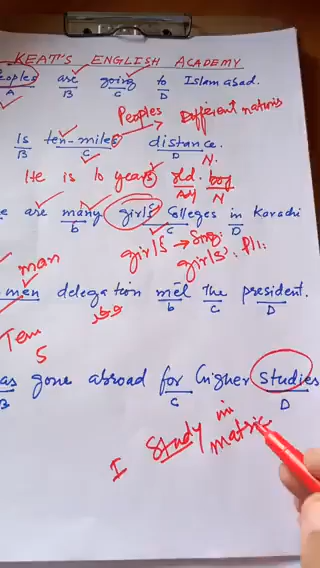 KEAT'S ENGLISH ACADEMY
eoples are going to Islamabad.
A B C D
Peoples → Different nations
is ten-miles distance.
B C D
He is 10 years old boy
Adj N
N.
are many girls Colleges in Karachi
b C D
girls → Sing:
girls' : Pl:
man
men delegation met the president.
b C D
Ten
5
as gone abroad for higher studies
B C D
I study in matric